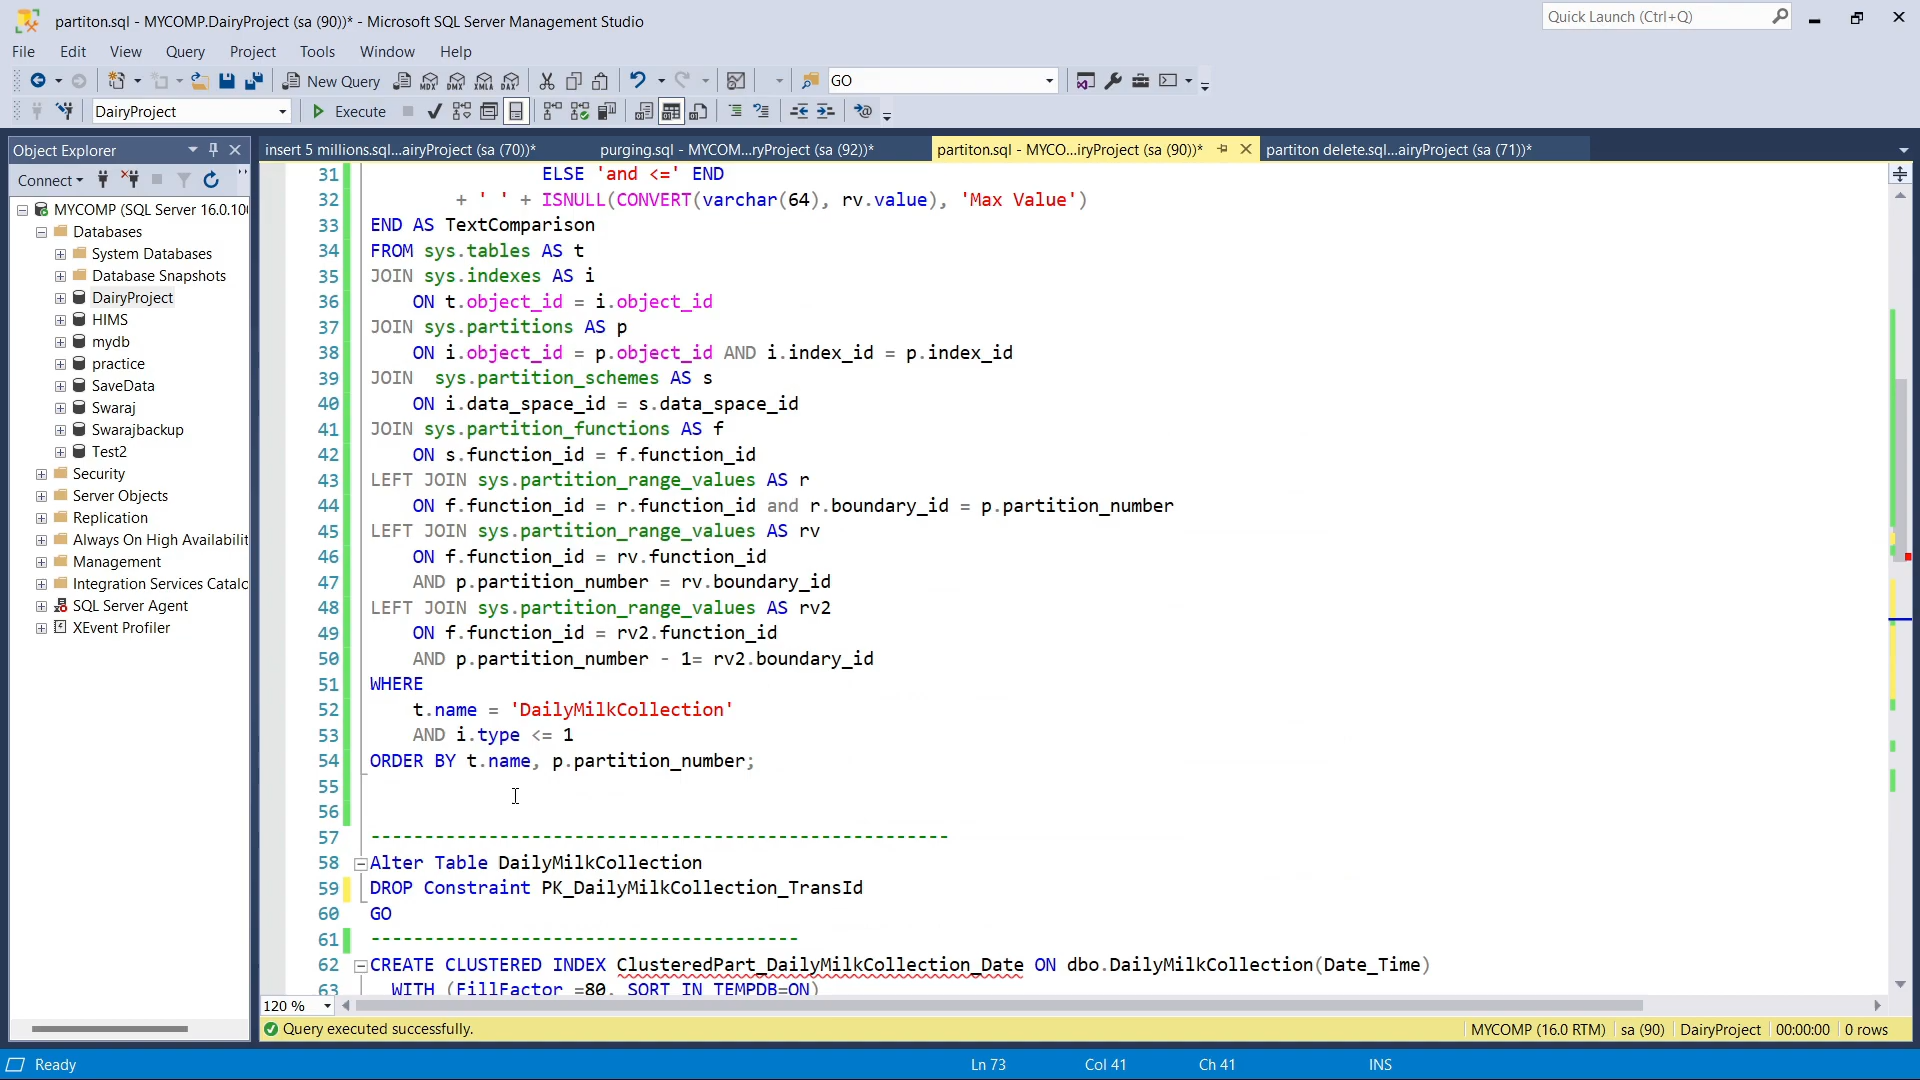 partiton.sql - MYCOMP.DairyProject (sa (90))* - Microsoft SQL Server Management Studio
Quick Launch (Ctrl+Q)
File Edit View Query Project Tools Window Help
New Query MDX DMX XMLA DAX GO
DairyProject Execute
Object Explorer
insert 5 millions.sql...airyProject (sa (70))* purging.sql - MYCOM...ryProject (sa (92))* partiton.sql - MYCO...iryProject (sa (90))* partiton delete.sql...airyProject (sa (71))*
Connect
MYCOMP (SQL Server 16.0.100
Databases
System Databases
Database Snapshots
DairyProject
HIMS
mydb
practice
SaveData
Swaraj
Swarajbackup
Test2
Security
Server Objects
Replication
Always On High Availabilit
Management
Integration Services Catalo
SQL Server Agent
XEvent Profiler
31 ELSE 'and <=' END
32 + ' ' + ISNULL(CONVERT(varchar(64), rv.value), 'Max Value')
33 END AS TextComparison
34 FROM sys.tables AS t
35 JOIN sys.indexes AS i
36 ON t.object_id = i.object_id
37 JOIN sys.partitions AS p
38 ON i.object_id = p.object_id AND i.index_id = p.index_id
39 JOIN  sys.partition_schemes AS s
40 ON i.data_space_id = s.data_space_id
41 JOIN sys.partition_functions AS f
42 ON s.function_id = f.function_id
43 LEFT JOIN sys.partition_range_values AS r
44 ON f.function_id = r.function_id and r.boundary_id = p.partition_number
45 LEFT JOIN sys.partition_range_values AS rv
46 ON f.function_id = rv.function_id
47 AND p.partition_number = rv.boundary_id
48 LEFT JOIN sys.partition_range_values AS rv2
49 ON f.function_id = rv2.function_id
50 AND p.partition_number - 1= rv2.boundary_id
51 WHERE
52 t.name = 'DailyMilkCollection'
53 AND i.type <= 1
54 ORDER BY t.name, p.partition_number;
55
56
57 ------------------------------------------------------
58 Alter Table DailyMilkCollection
59 DROP Constraint PK_DailyMilkCollection_TransId
60 GO
61 ----------------------------------------
62 CREATE CLUSTERED INDEX ClusteredPart_DailyMilkCollection_Date ON dbo.DailyMilkCollection(Date_Time)
63 WITH (FillFactor =80, SORT_IN_TEMPDB=ON)
120 %
Query executed successfully. MYCOMP (16.0 RTM) sa (90) DairyProject 00:00:00 0 rows
Ready Ln 73 Col 41 Ch 41 INS